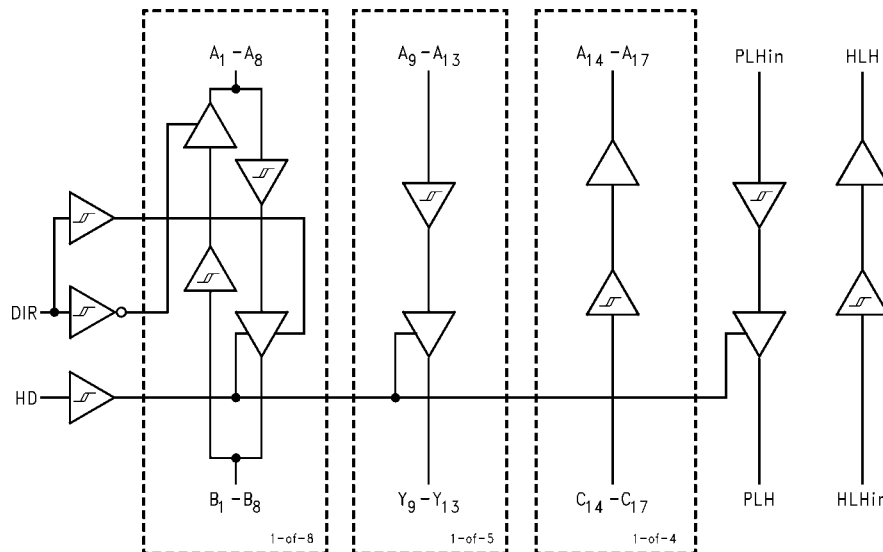 A1 – A8
A9 – A13
A14 – A17
PLHin
HLH
DIR
HD
B1 – B8
Y9 – Y13
C14 – C17
PLH
HLHin
1-of-8
1-of-5
1-of-4